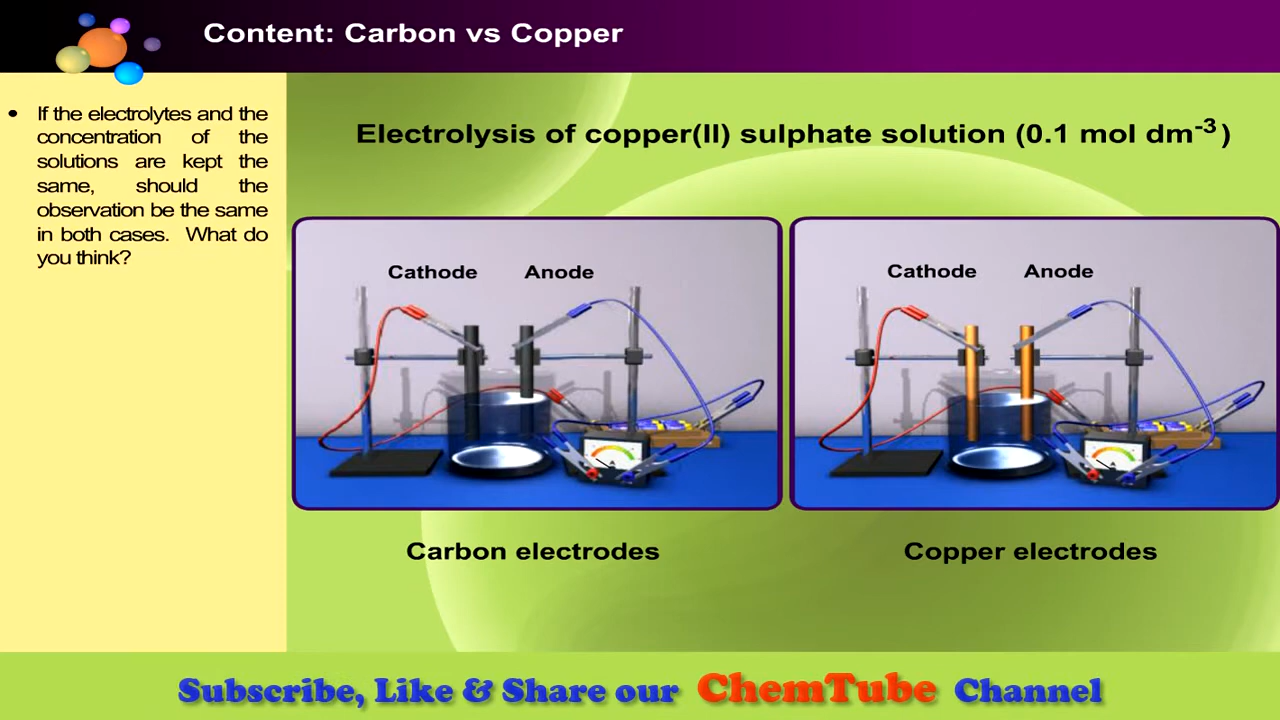 Content: Carbon vs Copper
• If the electrolytes and the
concentration of the
solutions are kept the
same, should the
observation be the same
in both cases. What do
you think?
Electrolysis of copper(II) sulphate solution (0.1 mol dm⁻³)
Cathode Anode
Cathode Anode
A
A
Carbon electrodes
Copper electrodes
Subscribe, Like & Share our ChemTube Channel